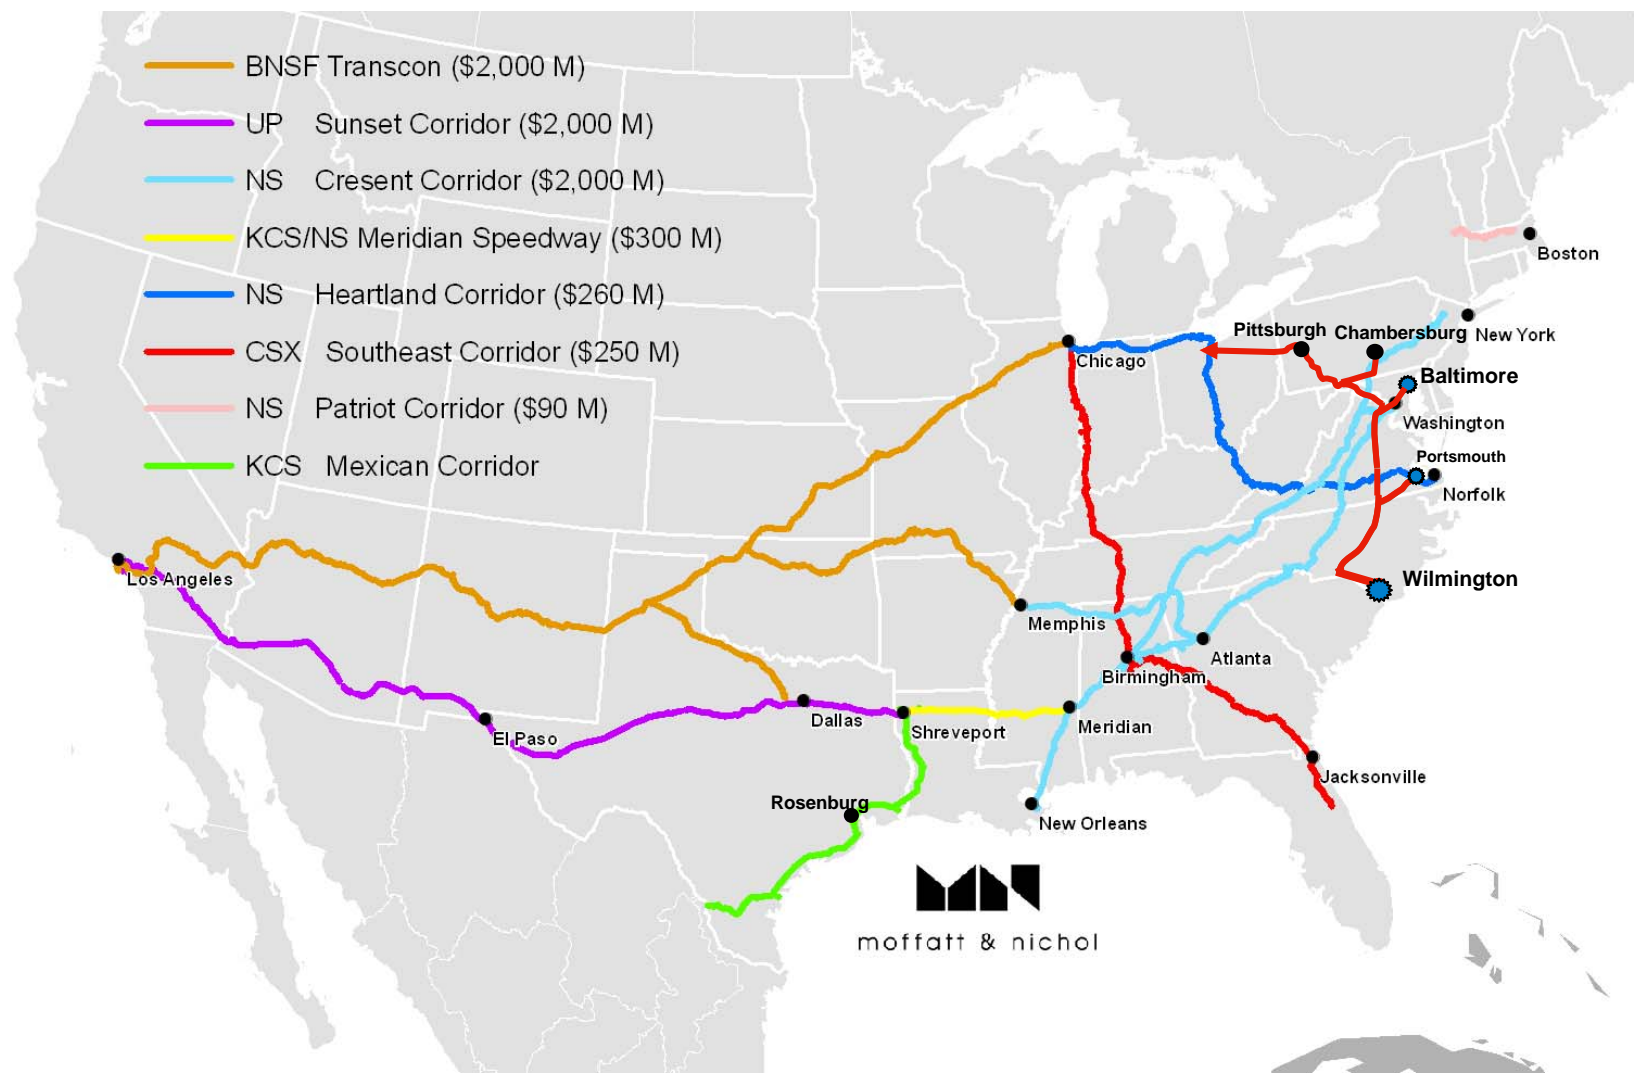 BNSF Transcon ($2,000 M)
UP Sunset Corridor ($2,000 M)
NS Cresent Corridor ($2,000 M)
KCS/NS Meridian Speedway ($300 M)
NS Heartland Corridor ($260 M)
CSX Southeast Corridor ($250 M)
NS Patriot Corridor ($90 M)
KCS Mexican Corridor
Boston
New York
Pittsburgh
Chambersburg
Chicago
Baltimore
Washington
Portsmouth
Norfolk
Los Angeles
Wilmington
Memphis
Atlanta
Birmingham
Dallas
Shreveport
Meridian
El Paso
Jacksonville
Rosenburg
New Orleans
moffatt & nichol